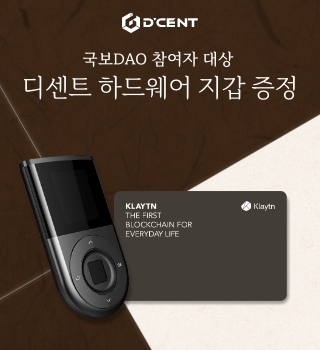 D'CENT
국보DAO 참여자 대상
디센트 하드웨어 지갑 증정
KLAYTN
THE FIRST
BLOCKCHAIN FOR
EVERYDAY LIFE
Klaytn